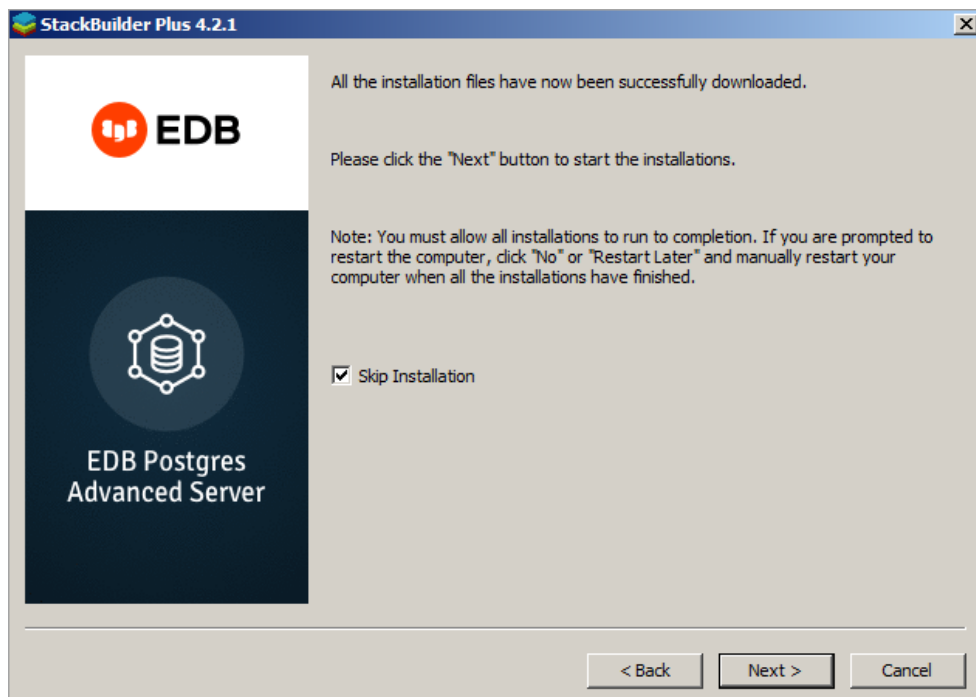 StackBuilder Plus 4.2.1
EDB
All the installation files have now been successfully downloaded.
Please click the "Next" button to start the installations.
Note: You must allow all installations to run to completion. If you are prompted to
restart the computer, click "No" or "Restart Later" and manually restart your
computer when all the installations have finished.
Skip Installation
EDB Postgres
Advanced Server
< Back
Next >
Cancel